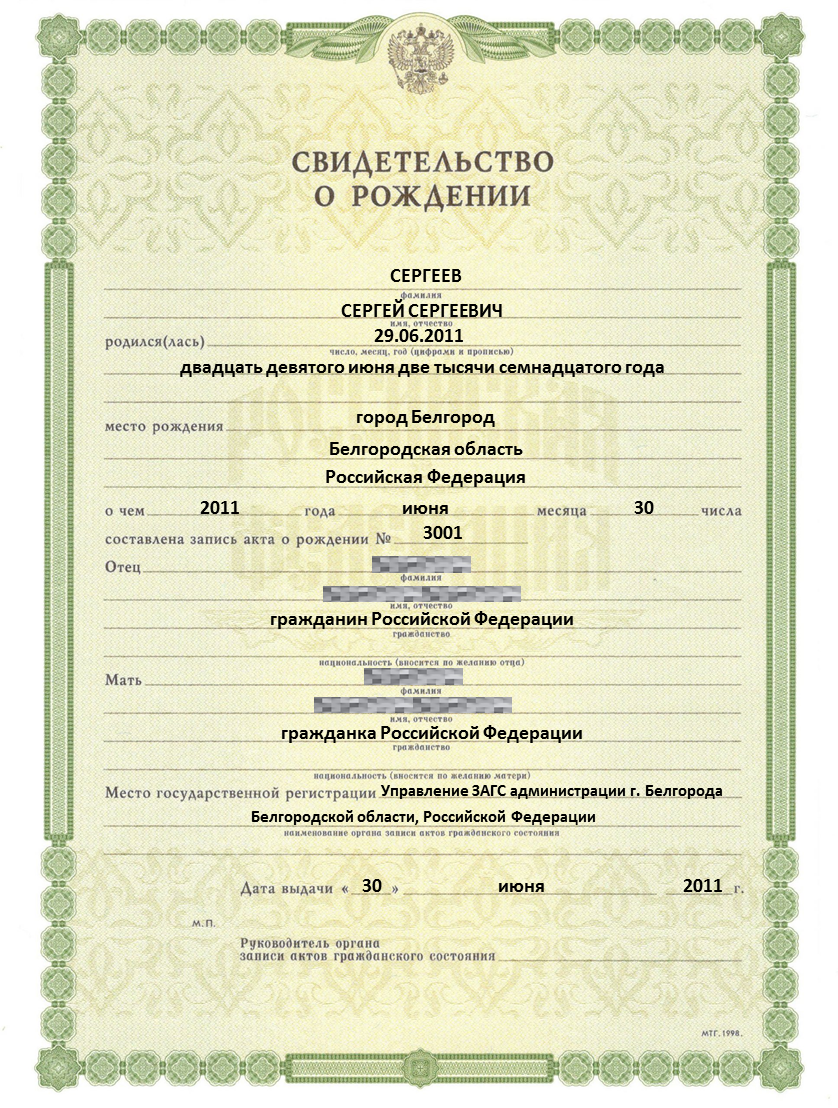 СВИДЕТЕЛЬСТВО
О РОЖДЕНИИ
СЕРГЕЕВ
фамилия
СЕРГЕЙ СЕРГЕЕВИЧ
имя, отчество
родился(лась) 29.06.2011
число, месяц, год (цифрами и прописью)
двадцать девятого июня две тысячи семнадцатого года
место рождения город Белгород
Белгородская область
Российская Федерация
о чем 2011 года июня месяца 30 числа
составлена запись акта о рождении № 3001
Отец
фамилия
имя, отчество
гражданин Российской Федерации
гражданство
национальность (вносится по желанию отца)
Мать
фамилия
имя, отчество
гражданка Российской Федерации
гражданство
национальность (вносится по желанию матери)
Место государственной регистрации Управление ЗАГС администрации г. Белгорода
Белгородской области, Российской Федерации
наименование органа записи актов гражданского состояния
Дата выдачи « 30 » июня 2011 г.
М.П.
Руководитель органа
записи актов гражданского состояния
МТГ. 1998.